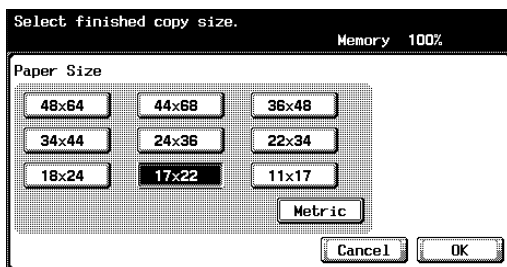 Select finished copy size.
Memory 100%
Paper Size
48x64 44x68 36x48
34x44 24x36 22x34
18x24 17x22 11x17
Metric
Cancel OK